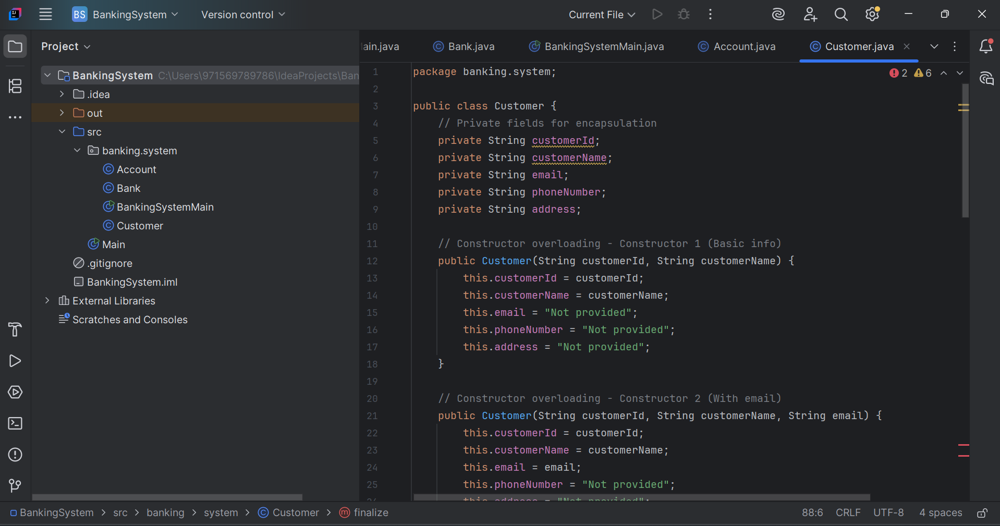 BS BankingSystem Version control Current File
Project
BankingSystem C:\Users\971569789786\IdeaProjects\Ban
.idea
out
src
banking.system
Account
Bank
BankingSystemMain
Customer
Main
.gitignore
BankingSystem.iml
External Libraries
Scratches and Consoles
ain.java Bank.java BankingSystemMain.java Account.java Customer.java
2 6
1 package banking.system;
2
3 public class Customer {
4 // Private fields for encapsulation
5 private String customerId;
6 private String customerName;
7 private String email;
8 private String phoneNumber;
9 private String address;
10
11 // Constructor overloading - Constructor 1 (Basic info)
12 public Customer(String customerId, String customerName) {
13 this.customerId = customerId;
14 this.customerName = customerName;
15 this.email = "Not provided";
16 this.phoneNumber = "Not provided";
17 this.address = "Not provided";
18 }
19
20 // Constructor overloading - Constructor 2 (With email)
21 public Customer(String customerId, String customerName, String email) {
22 this.customerId = customerId;
23 this.customerName = customerName;
24 this.email = email;
25 this.phoneNumber = "Not provided";
26 this.address = "Not provided";
BankingSystem > src > banking > system > Customer > finalize
88:6 CRLF UTF-8 4 spaces